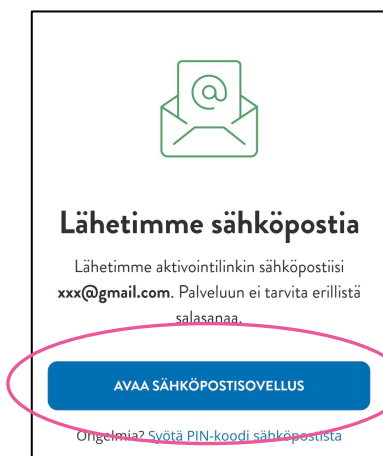 Lähetimme sähköpostia
Lähetimme aktivointilinkin sähköpostiisi
xxx@gmail.com. Palveluun ei tarvita erillistä
salasanaa.
AVAA SÄHKÖPOSTISOVELLUS
Ongelmia? Syötä PIN-koodi sähköpostista